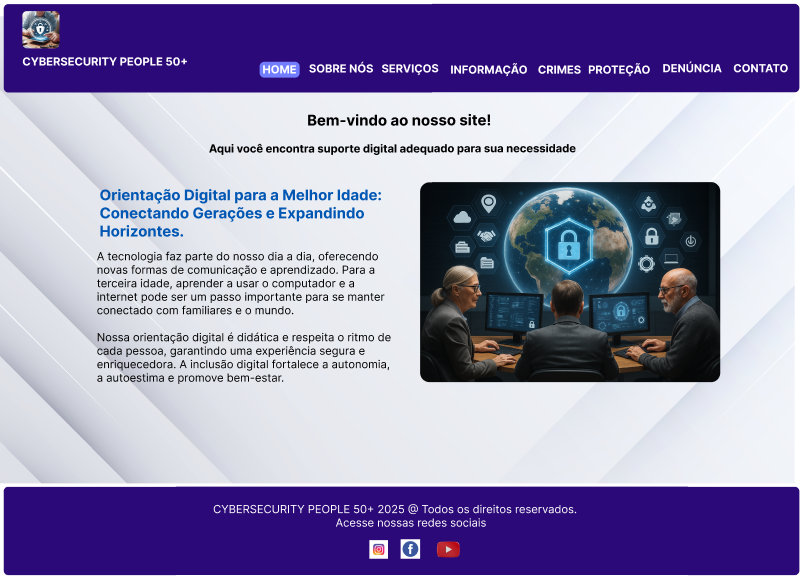 CYBERSECURITY PEOPLE 50+
HOME SOBRE NÓS SERVIÇOS INFORMAÇÃO CRIMES PROTEÇÃO DENÚNCIA CONTATO
Bem-vindo ao nosso site!
Aqui você encontra suporte digital adequado para sua necessidade
Orientação Digital para a Melhor Idade:
Conectando Gerações e Expandindo
Horizontes.
A tecnologia faz parte do nosso dia a dia, oferecendo
novas formas de comunicação e aprendizado. Para a
terceira idade, aprender a usar o computador e a
internet pode ser um passo importante para se manter
conectado com familiares e o mundo.
Nossa orientação digital é didática e respeita o ritmo de
cada pessoa, garantindo uma experiência segura e
enriquecedora. A inclusão digital fortalece a autonomia,
a autoestima e promove bem-estar.
CYBERSECURITY PEOPLE 50+ 2025 @ Todos os direitos reservados.
Acesse nossas redes sociais